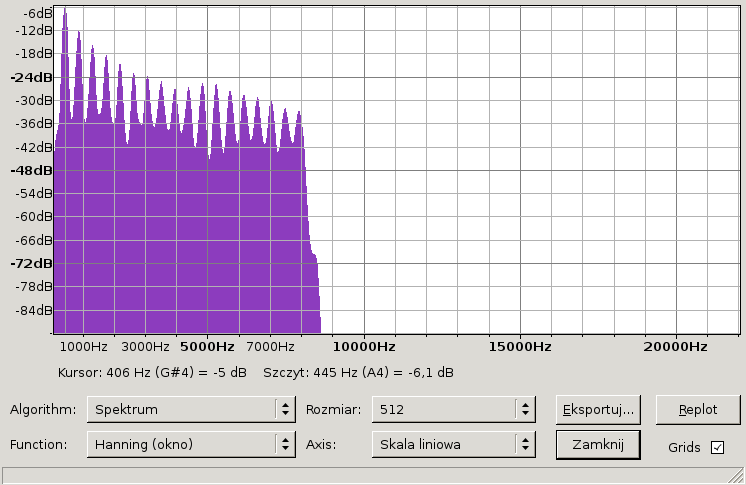 -6dB
-12dB
-18dB
-24dB
-30dB
-36dB
-42dB
-48dB
-54dB
-60dB
-66dB
-72dB
-78dB
-84dB
1000Hz 3000Hz 5000Hz 7000Hz 10000Hz 15000Hz 20000Hz
Kursor: 406 Hz (G#4) = -5 dB Szczyt: 445 Hz (A4) = -6,1 dB
Algorithm: Spektrum Rozmiar: 512 Eksportuj... Replot
Function: Hanning (okno) Axis: Skala liniowa Zamknij Grids